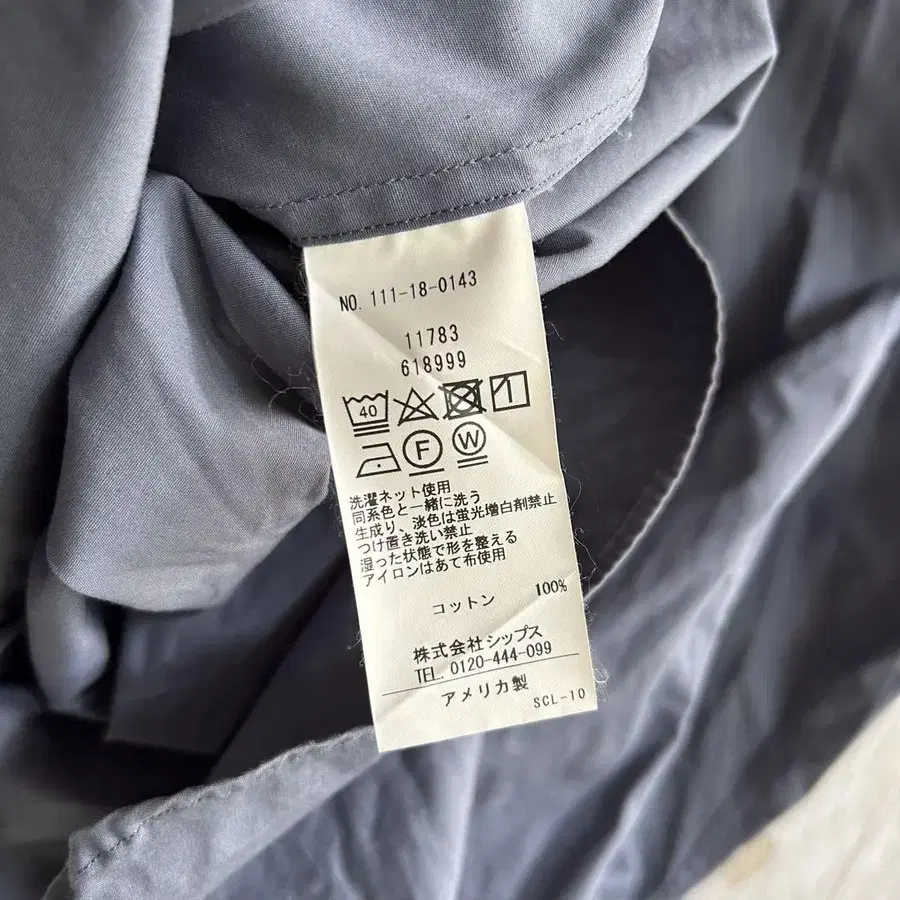 NO. 111-18-0143
11783
618999
40
F W
洗濯ネット使用
同系色と一緒に洗う
生成り、淡色は蛍光増白剤禁止
つけ置き洗い禁止
湿った状態で形を整える
アイロンはあて布使用
コットン 100%
株式会社シップス
TEL. 0120-444-099
アメリカ製
SCL-10